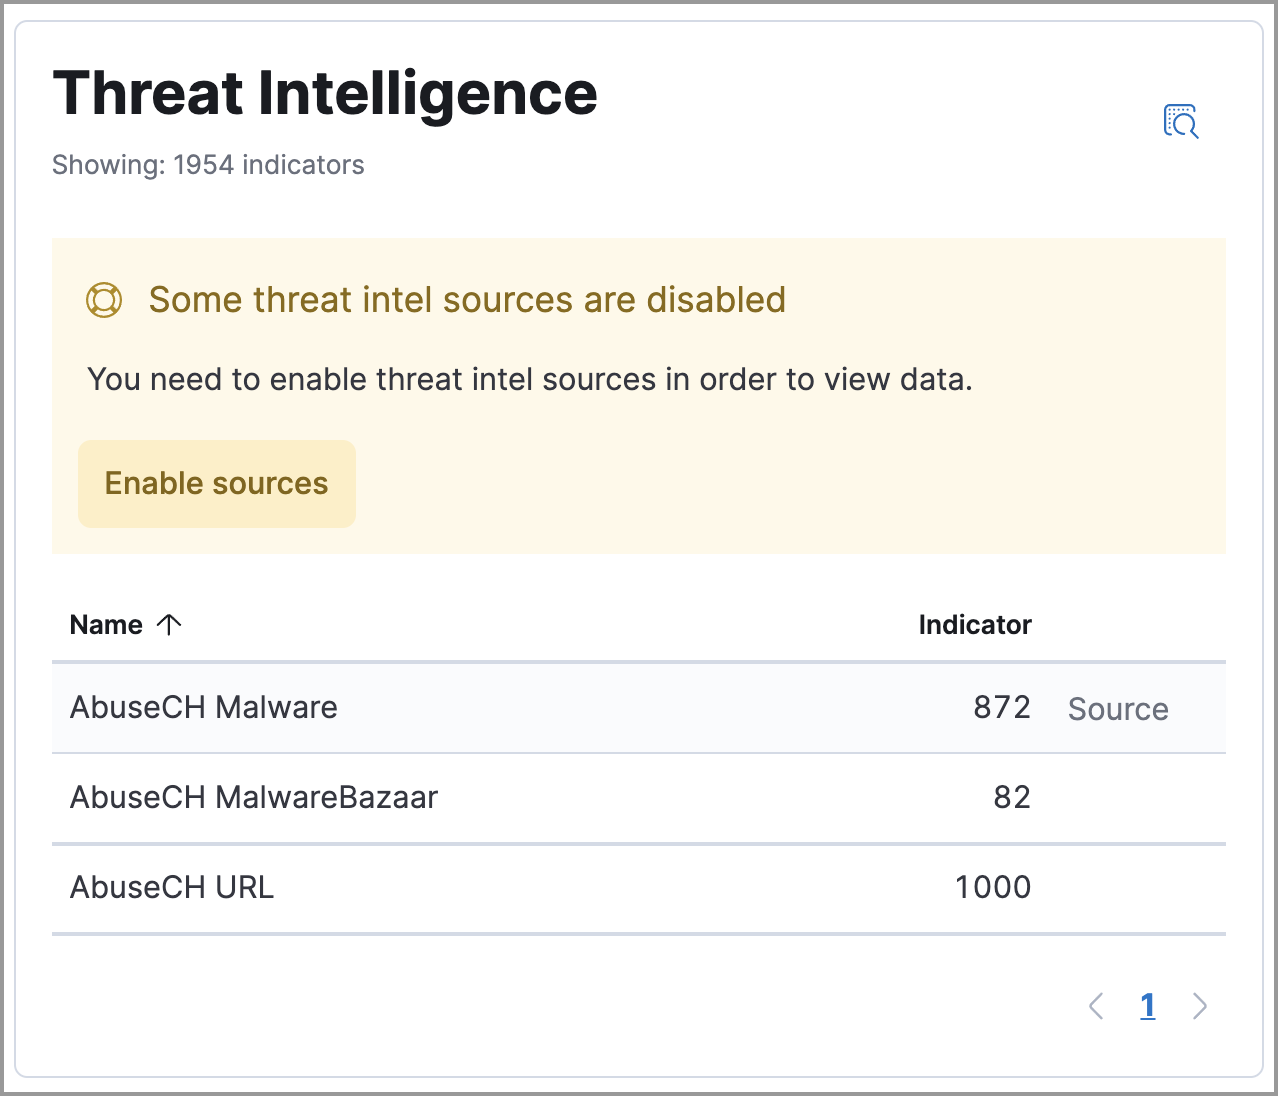 Threat Intelligence
Showing: 1954 indicators
Some threat intel sources are disabled
You need to enable threat intel sources in order to view data.
Enable sources
Name Indicator
AbuseCH Malware 872 Source
AbuseCH MalwareBazaar 82
AbuseCH URL 1000
1